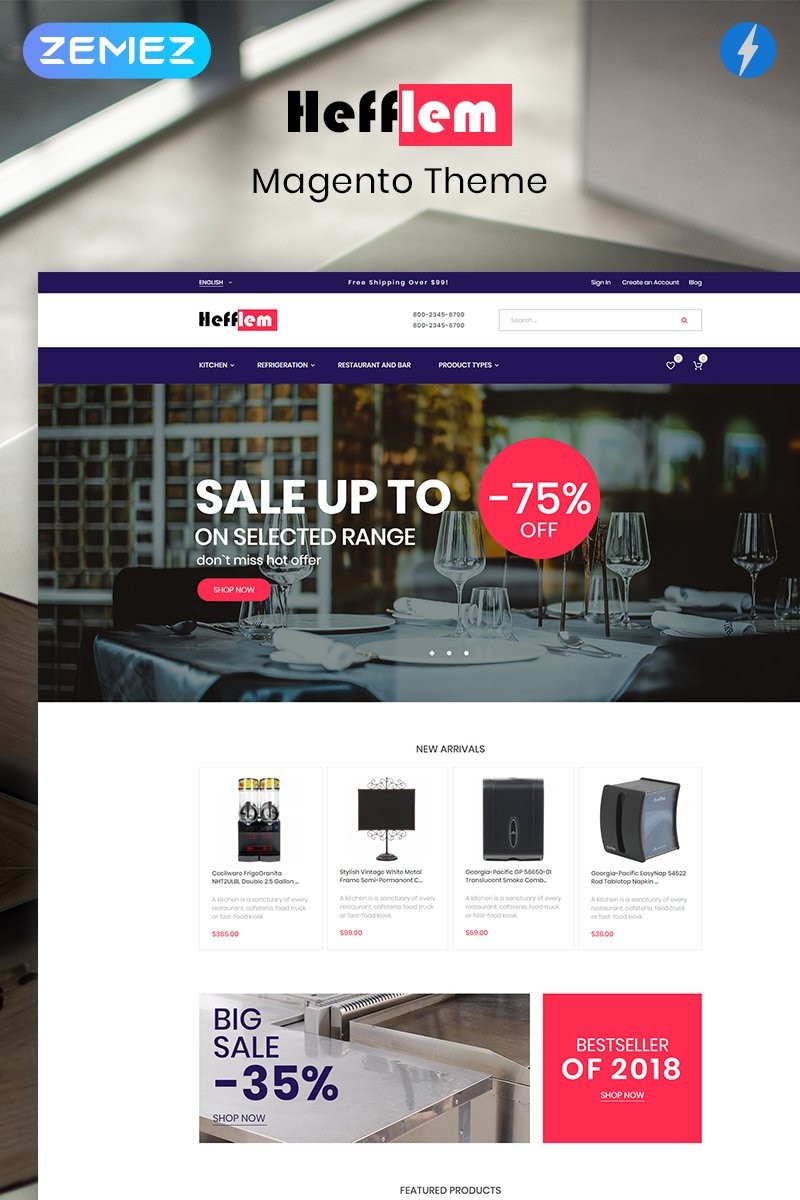 ZEMEZ
Hefflem
Magento Theme
ENGLISH
Free Shipping Over $99!
Sign In
Create an Account
Blog
Hefflem
800-2345-6790
800-2345-6790
Search ...
KITCHEN
REFRIGERATION
RESTAURANT AND BAR
PRODUCT TYPES
0
0
SALE UP TO
-75%
OFF
ON SELECTED RANGE
don`t miss hot offer
SHOP NOW
NEW ARRIVALS
Cecilware FrigoGranita
NHT2ULBL Double 2.5 Gallon ...
A kitchen is a sanctuary of every
restaurant, cafeteria, food truck
or fast-food kiosk.
$365.00
Stylish Vintage White Metal
Frame Semi-Permanent C...
A kitchen is a sanctuary of every
restaurant, cafeteria, food truck
or fast-food kiosk.
$99.00
Georgia-Pacific GP 56650-01
Translucent Smoke Comb...
A kitchen is a sanctuary of every
restaurant, cafeteria, food truck
or fast-food kiosk.
$59.00
Georgia-Pacific EasyNap 54522
Red Tabletop Napkin ...
A kitchen is a sanctuary of every
restaurant, cafeteria, food truck
or fast-food kiosk.
$36.00
BIG
SALE
-35%
SHOP NOW
BESTSELLER
OF 2018
SHOP NOW
FEATURED PRODUCTS